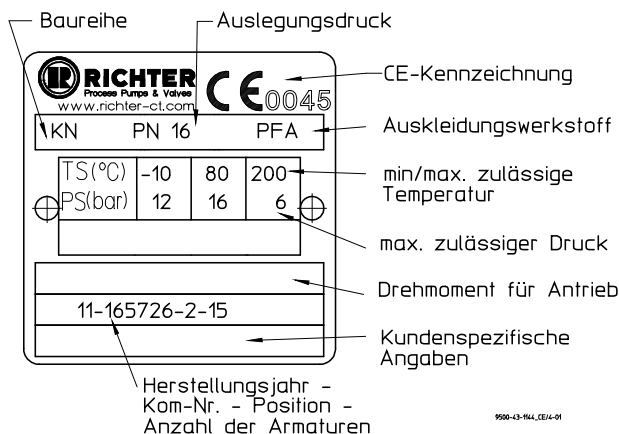 Baureihe
Auslegungsdruck
RICHTER
Process Pumps & Valves
www.richter-ct.com
CE 0045
CE-Kennzeichnung
KN PN 16 PFA
Auskleidungswerkstoff
TS(°C) -10 80 200
PS(bar) 12 16 6
min/max. zulässige
Temperatur
max. zulässiger Druck
Drehmoment für Antrieb
11-165726-2-15
Kundenspezifische
Angaben
Herstellungsjahr -
Kom-Nr. - Position -
Anzahl der Armaturen
9500-43-1144_CE/4-01